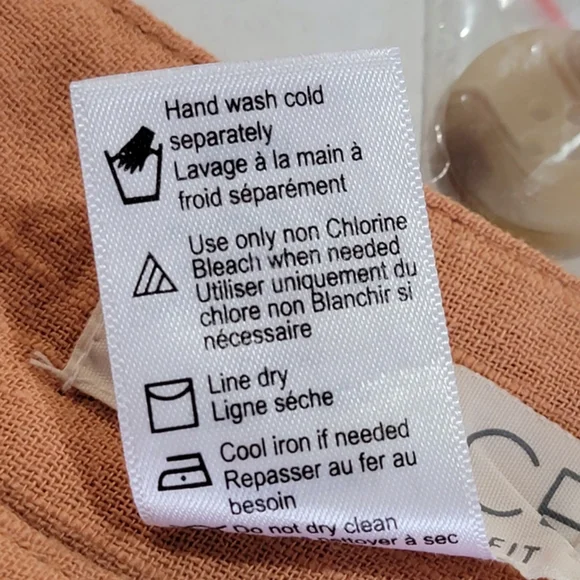 Hand wash cold
separately
Lavage à la main à
froid séparément
Use only non Chlorine
Bleach when needed
Utiliser uniquement du
chlore non Blanchir si
nécessaire
Line dry
Ligne séche
Cool iron if needed
Repasser au fer au
besoin
Do not dry clean
à sec
FIT